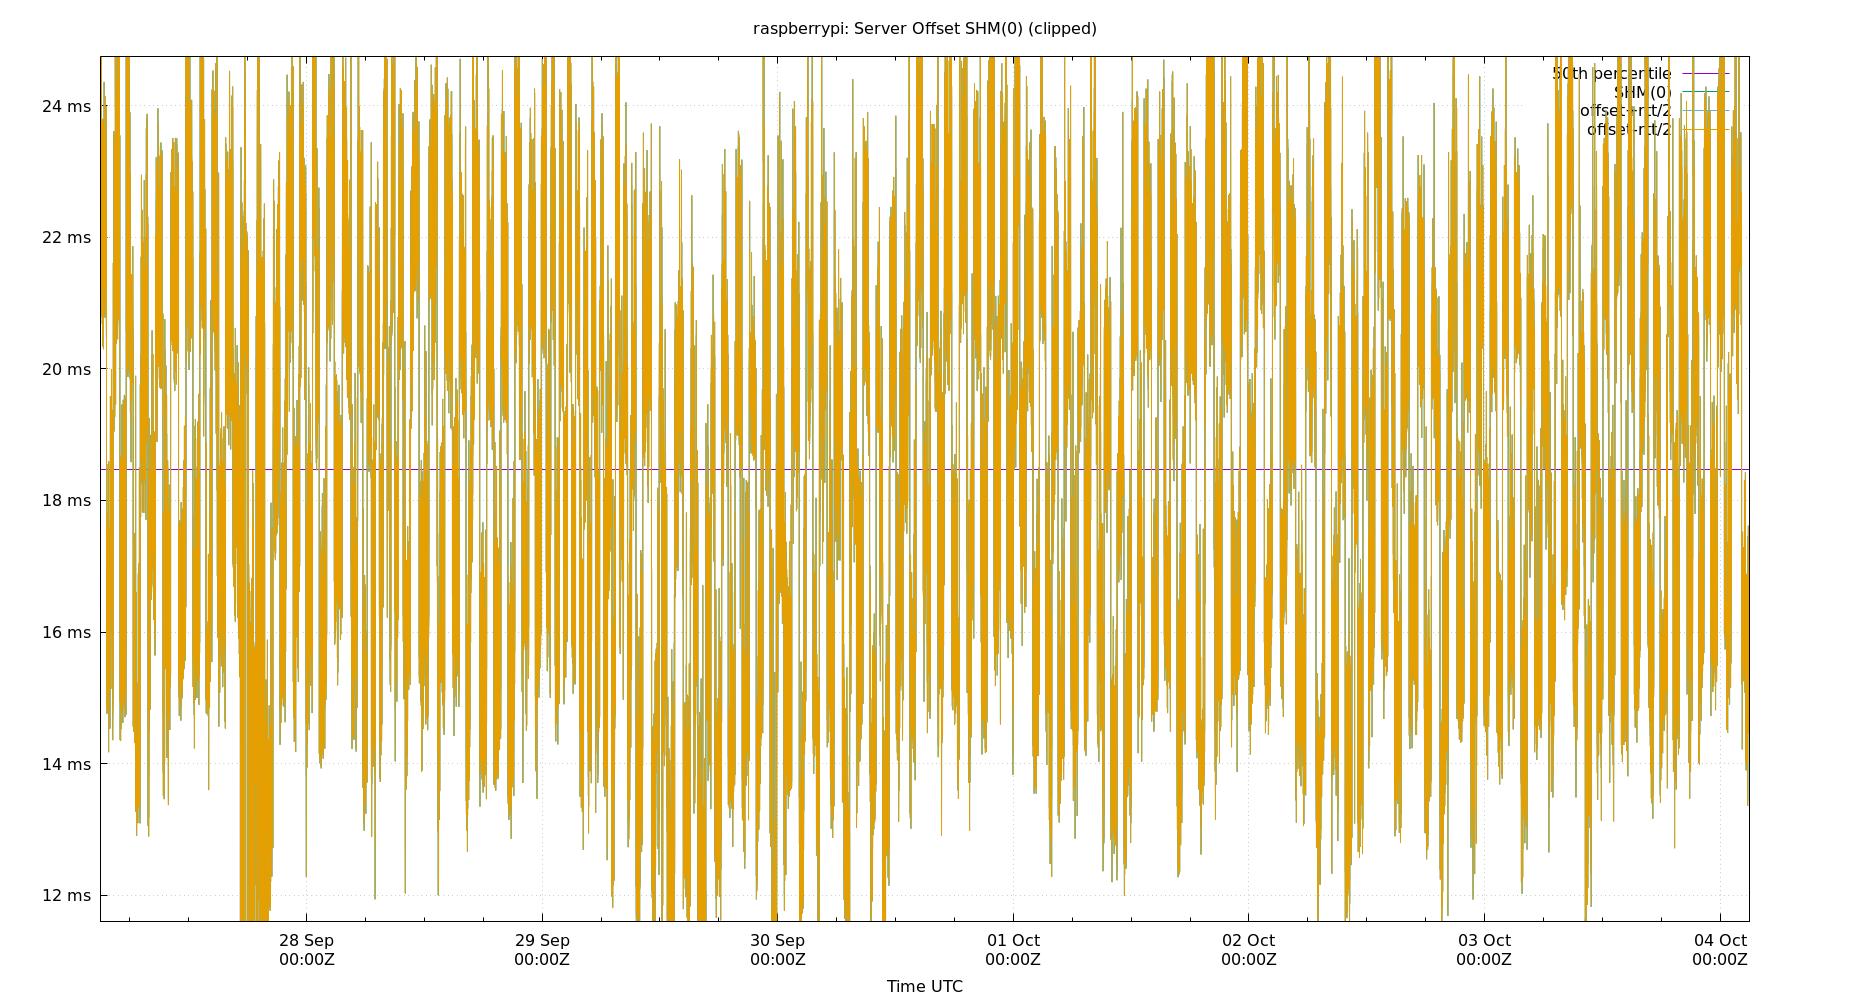 raspberrypi: Server Offset SHM(0) (clipped)
50th percentile
SHM(0)
offset+rtt/2
offset-rtt/2
24 ms
22 ms
20 ms
18 ms
16 ms
14 ms
12 ms
28 Sep 29 Sep 30 Sep 01 Oct 02 Oct 03 Oct 04 Oct
00:00Z 00:00Z 00:00Z 00:00Z 00:00Z 00:00Z 00:00Z
Time UTC